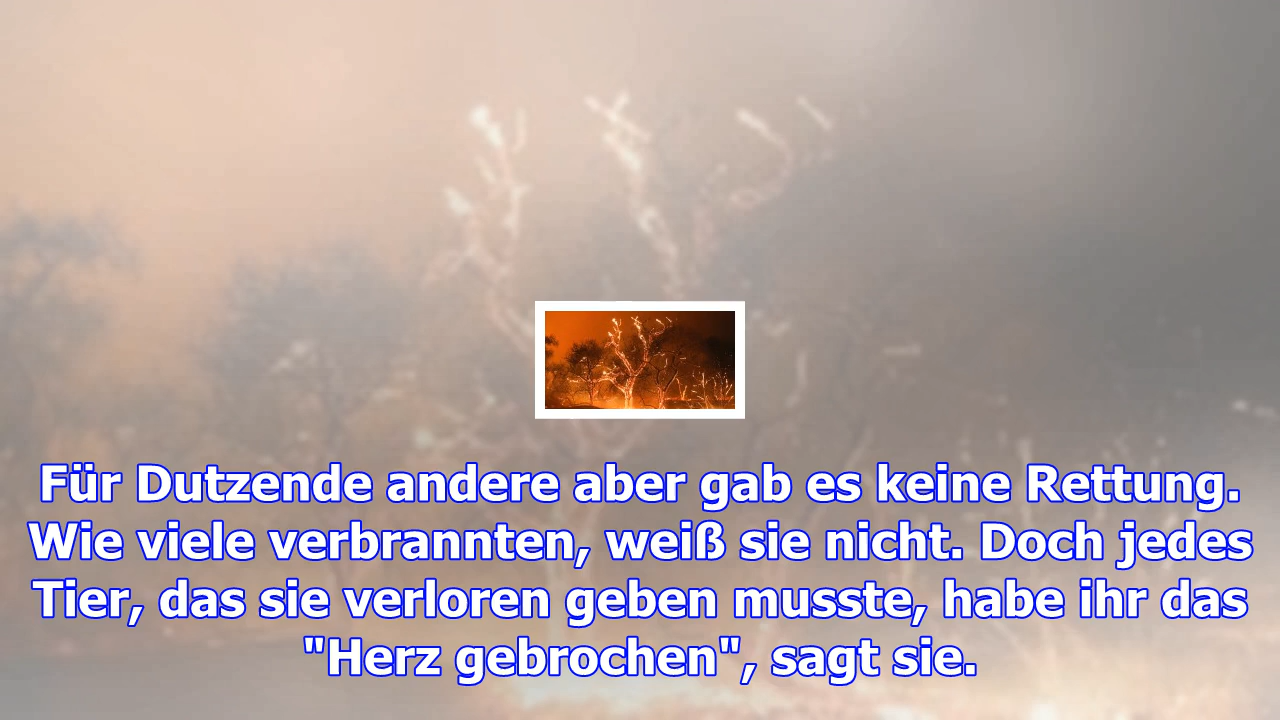 Für Dutzende andere aber gab es keine Rettung.
Wie viele verbrannten, weiß sie nicht. Doch jedes
Tier, das sie verloren geben musste, habe ihr das
"Herz gebrochen", sagt sie.